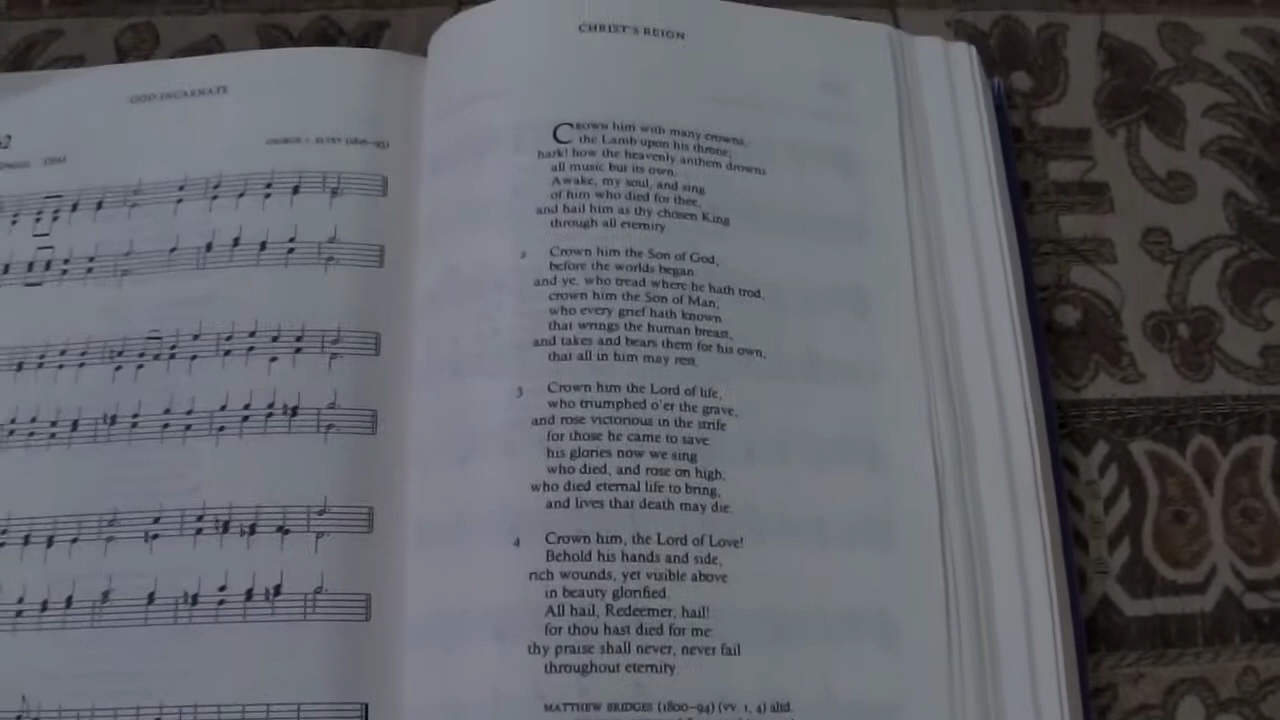 GOD INCARNATE
GEORGE J. ELVEY (1816–93)
CHRIST'S REIGN
CROWN him with many crowns,
the Lamb upon his throne;
hark! how the heavenly anthem drowns
all music but its own.
Awake, my soul, and sing
of him who died for thee,
and hail him as thy chosen King
through all eternity
2 Crown him the Son of God,
before the worlds began
and ye, who tread where he hath trod,
crown him the Son of Man,
who every grief hath known
that wrings the human breast,
and takes and bears them for his own,
that all in him may rest.
3 Crown him the Lord of life,
who triumphed o'er the grave,
and rose victorious in the strife
for those he came to save
his glories now we sing
who died, and rose on high,
who died eternal life to bring,
and lives that death may die.
4 Crown him, the Lord of Love!
Behold his hands and side,
rich wounds, yet visible above
in beauty glorified.
All hail, Redeemer, hail!
for thou hast died for me
thy praise shall never, never fail
throughout eternity
MATTHEW BRIDGES (1800–94) (vv. 1, 4) altd.